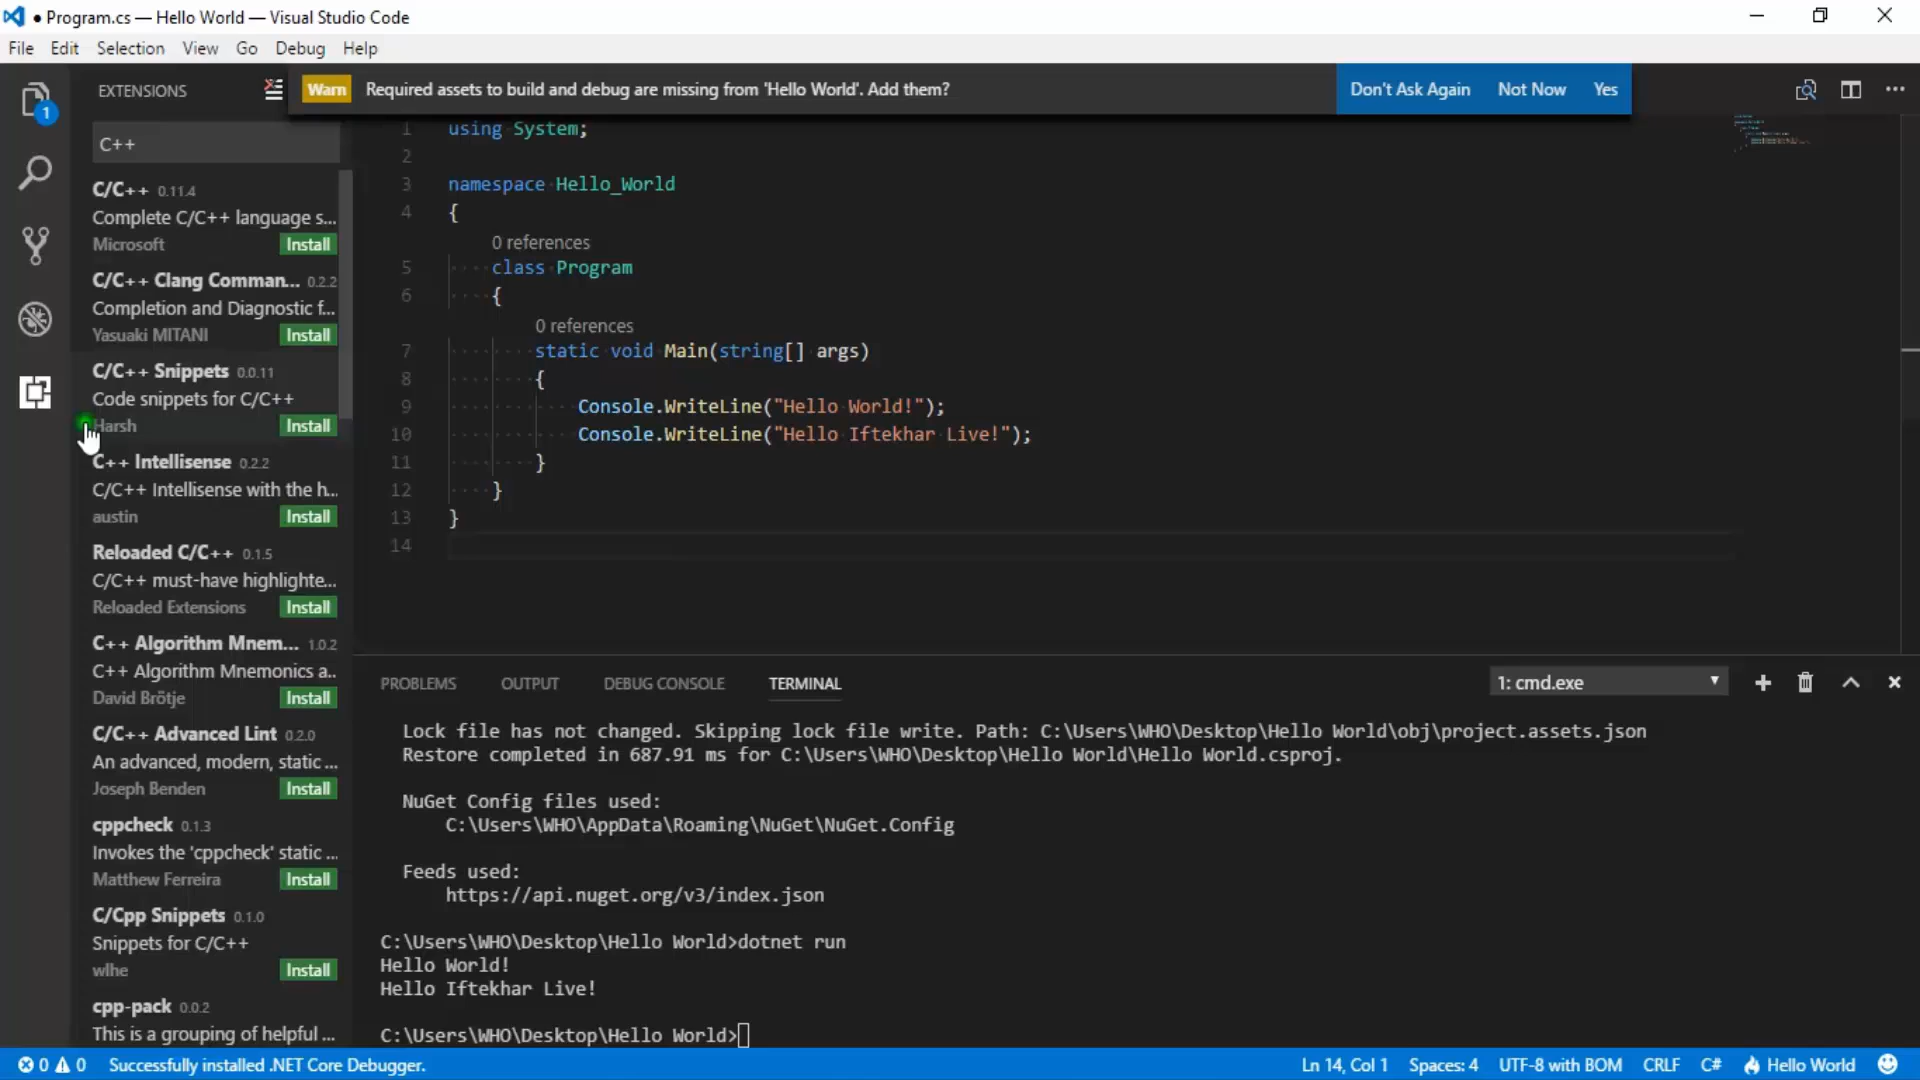 ● Program.cs — Hello World — Visual Studio Code
File Edit Selection View Go Debug Help
1
EXTENSIONS
Warn Required assets to build and debug are missing from 'Hello World'. Add them? Don't Ask Again Not Now Yes
C++
C/C++ 0.11.4
Complete C/C++ language s...
Microsoft Install
C/C++ Clang Comman... 0.2.2
Completion and Diagnostic f...
Yasuaki MITANI Install
C/C++ Snippets 0.0.11
Code snippets for C/C++
Harsh Install
C++ Intellisense 0.2.2
C/C++ Intellisense with the h...
austin Install
Reloaded C/C++ 0.1.5
C/C++ must-have highlighte...
Reloaded Extensions Install
C++ Algorithm Mnem... 1.0.2
C++ Algorithm Mnemonics a..
David Brötje Install
C/C++ Advanced Lint 0.2.0
An advanced, modern, static ...
Joseph Benden Install
cppcheck 0.1.3
Invokes the 'cppcheck' static ...
Matthew Ferreira Install
C/Cpp Snippets 0.1.0
Snippets for C/C++
wlhe Install
cpp-pack 0.0.2
This is a grouping of helpful ...
1 using System;
2
3 namespace Hello_World
4 {
0 references
5 class Program
6 {
0 references
7 static void Main(string[] args)
8 {
9 Console.WriteLine("Hello World!");
10 Console.WriteLine("Hello Iftekhar Live!");
11 }
12 }
13 }
14
PROBLEMS OUTPUT DEBUG CONSOLE TERMINAL 1: cmd.exe
Lock file has not changed. Skipping lock file write. Path: C:\Users\WHO\Desktop\Hello World\obj\project.assets.json
Restore completed in 687.91 ms for C:\Users\WHO\Desktop\Hello World\Hello World.csproj.
NuGet Config files used:
C:\Users\WHO\AppData\Roaming\NuGet\NuGet.Config
Feeds used:
https://api.nuget.org/v3/index.json
C:\Users\WHO\Desktop\Hello World>dotnet run
Hello World!
Hello Iftekhar Live!
C:\Users\WHO\Desktop\Hello World>
0 0 Successfully installed .NET Core Debugger. Ln 14, Col 1 Spaces: 4 UTF-8 with BOM CRLF C# Hello World